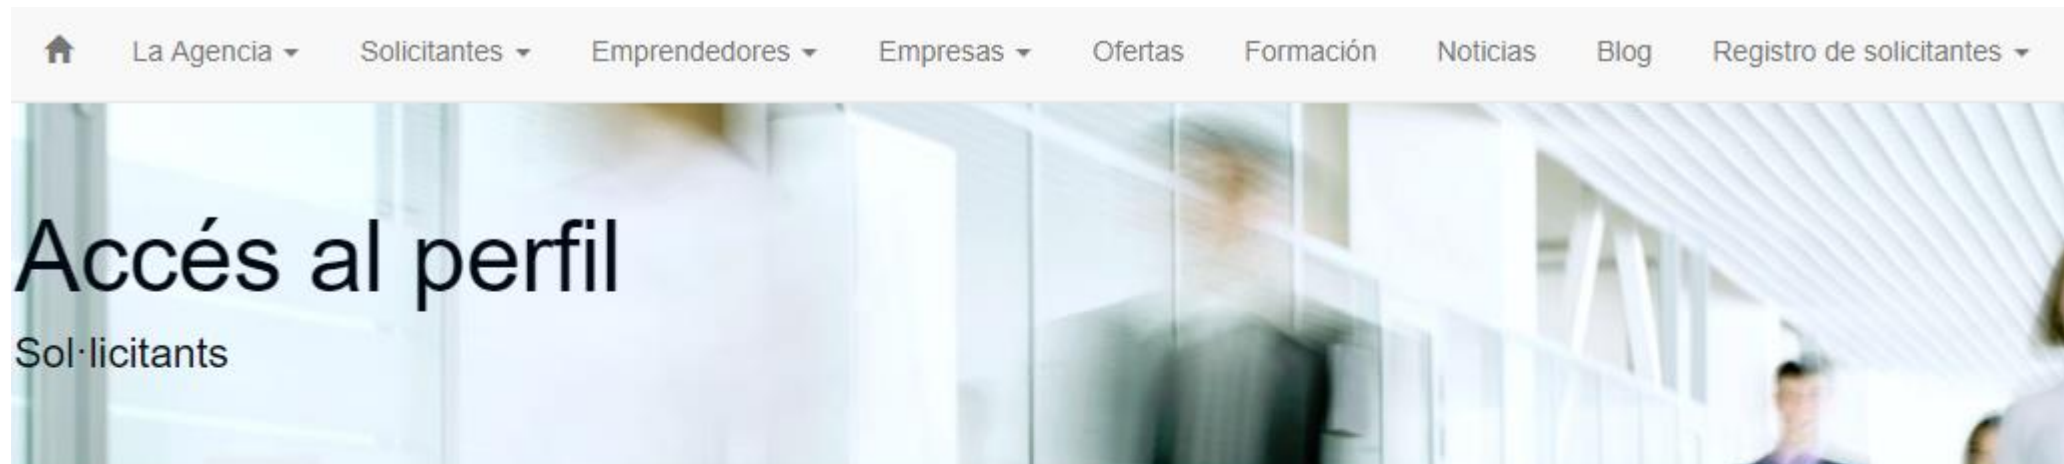 La Agencia Solicitantes Emprendedores Empresas Ofertas Formación Noticias Blog Registro de solicitantes
Accés al perfil
Sol·licitants